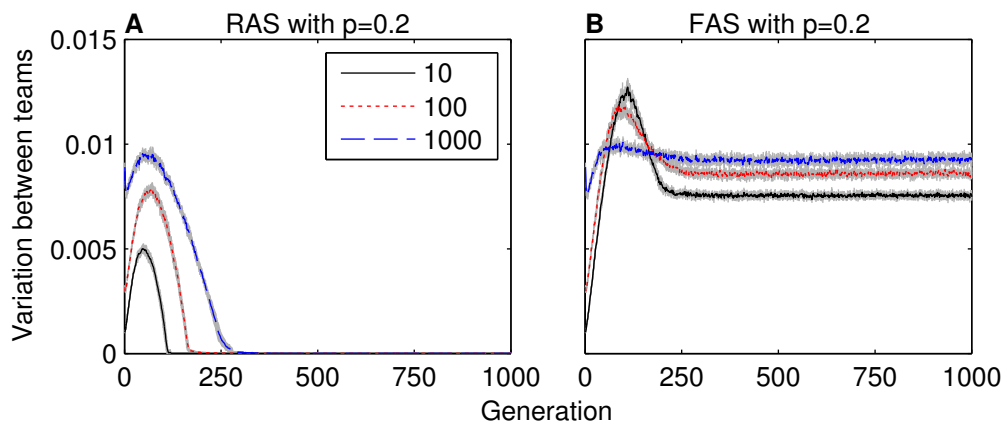 A RAS with p=0.2
B FAS with p=0.2
Variation between teams
0.015
0.01
0.005
0
10
100
1000
0 250 500 750 1000
0 250 500 750 1000
Generation